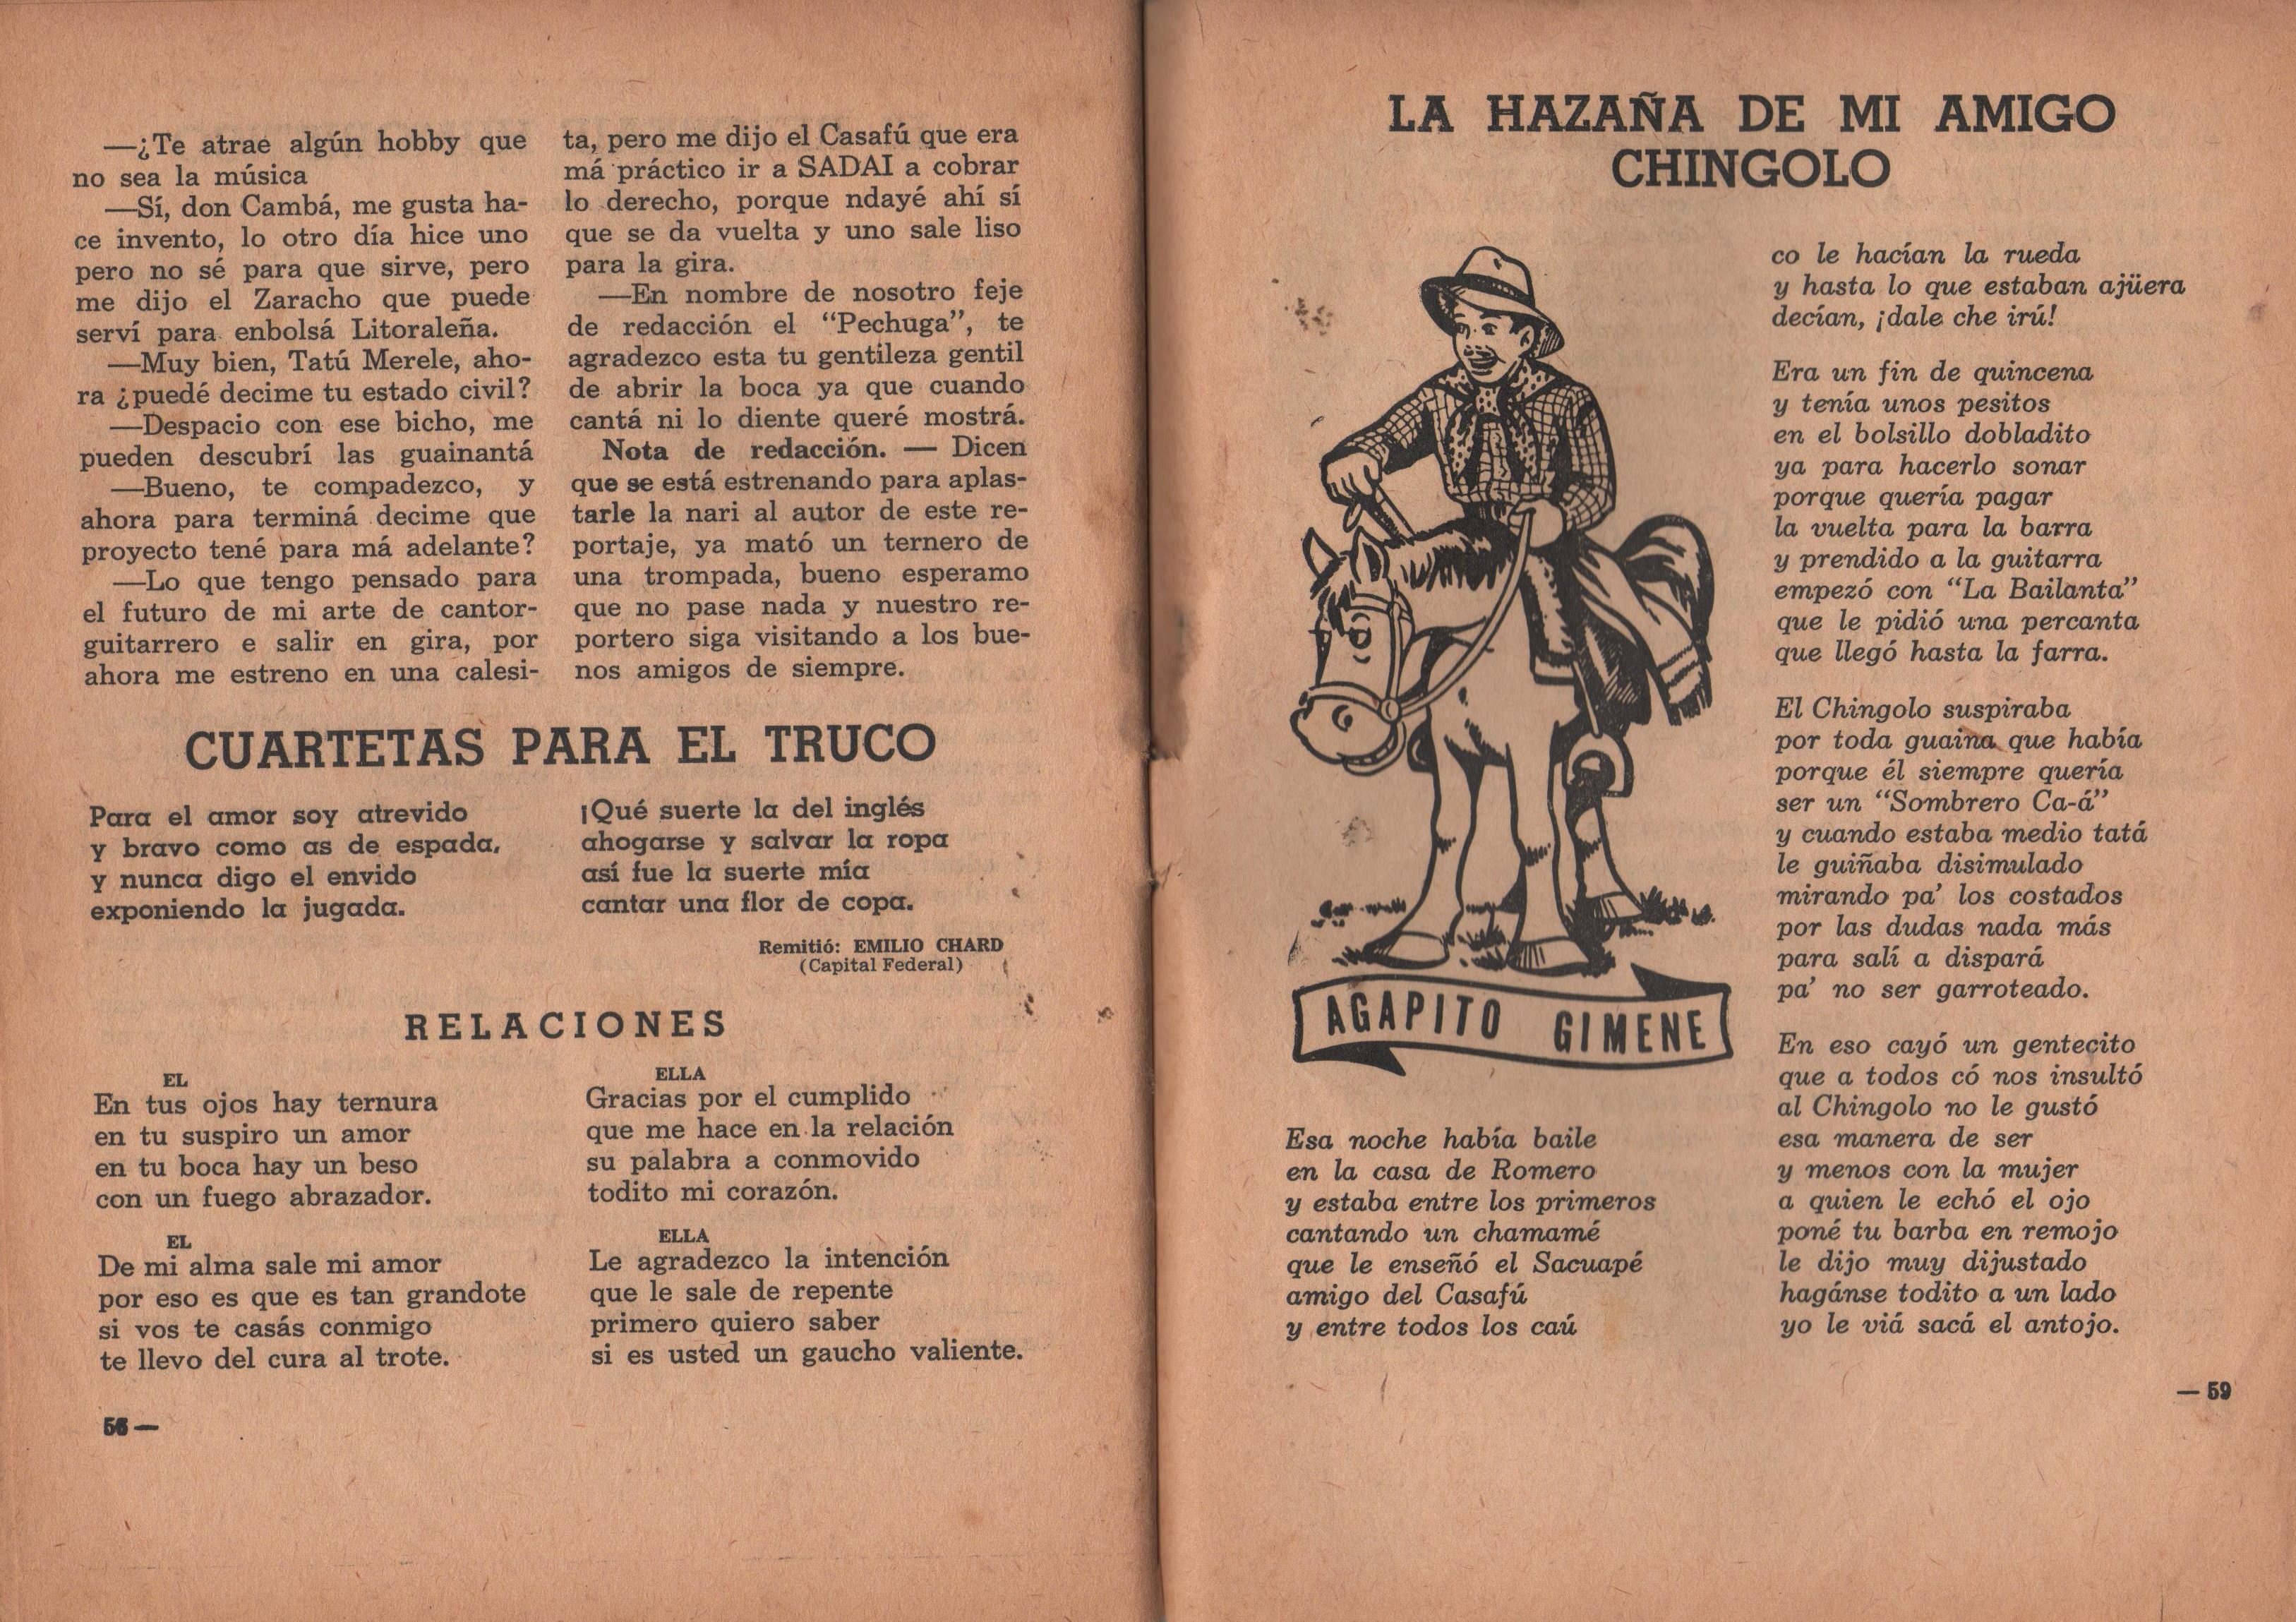 —¿Te atrae algún hobby que
no sea la música
—Sí, don Cambá, me gusta ha-
ce invento, lo otro día hice uno
pero no sé para que sirve, pero
me dijo el Zaracho que puede
serví para enbolsá Litoraleña.
—Muy bien, Tatú Merele, aho-
ra ¿puedé decime tu estado civil?
—Despacio con ese bicho, me
pueden descubrí las guainantá
—Bueno, te compadezco, y
ahora para terminá decime que
proyecto tené para má adelante?
—Lo que tengo pensado para
el futuro de mi arte de cantor-
guitarrero e salir en gira, por
ahora me estreno en una calesi-
ta, pero me dijo el Casafú que era
má práctico ir a SADAI a cobrar
lo derecho, porque ndayé ahí sí
que se da vuelta y uno sale liso
para la gira.
—En nombre de nosotro feje
de redacción el “Pechuga”, te
agradezco esta tu gentileza gentil
de abrir la boca ya que cuando
cantá ni lo diente queré mostrá.
Nota de redacción. — Dicen
que se está estrenando para aplas-
tarle la nari al autor de este re-
portaje, ya mató un ternero de
una trompada, bueno esperamo
que no pase nada y nuestro re-
portero siga visitando a los bue-
nos amigos de siempre.
CUARTETAS PARA EL TRUCO
Para el amor soy atrevido
y bravo como as de espada,
y nunca digo el envido
exponiendo la jugada.
¡Qué suerte la del inglés
ahogarse y salvar la ropa
así fue la suerte mía
cantar una flor de copa.
Remitió: EMILIO CHARD
(Capital Federal)
RELACIONES
EL
En tus ojos hay ternura
en tu suspiro un amor
en tu boca hay un beso
con un fuego abrazador.
ELLA
Gracias por el cumplido
que me hace en la relación
su palabra a conmovido
todito mi corazón.
EL
De mi alma sale mi amor
por eso es que es tan grandote
si vos te casás conmigo
te llevo del cura al trote.
ELLA
Le agradezco la intención
que le sale de repente
primero quiero saber
si es usted un gaucho valiente.
56 —
LA HAZAÑA DE MI AMIGO
CHINGOLO
AGAPITO GIMENE
Esa noche había baile
en la casa de Romero
y estaba entre los primeros
cantando un chamamé
que le enseñó el Sacuapé
amigo del Casafú
y entre todos los caú
co le hacían la rueda
y hasta lo que estaban ajüera
decían, ¡dale che irú!
Era un fin de quincena
y tenía unos pesitos
en el bolsillo dobladito
ya para hacerlo sonar
porque quería pagar
la vuelta para la barra
y prendido a la guitarra
empezó con “La Bailanta”
que le pidió una percanta
que llegó hasta la farra.
El Chingolo suspiraba
por toda guaina que había
porque él siempre quería
ser un “Sombrero Ca-á”
y cuando estaba medio tatá
le guiñaba disimulado
mirando pa’ los costados
por las dudas nada más
para salí a dispará
pa’ no ser garroteado.
En eso cayó un gentecito
que a todos có nos insultó
al Chingolo no le gustó
esa manera de ser
y menos con la mujer
a quien le echó el ojo
poné tu barba en remojo
le dijo muy dijustado
hagánse todito a un lado
yo le viá sacá el antojo.
— 59